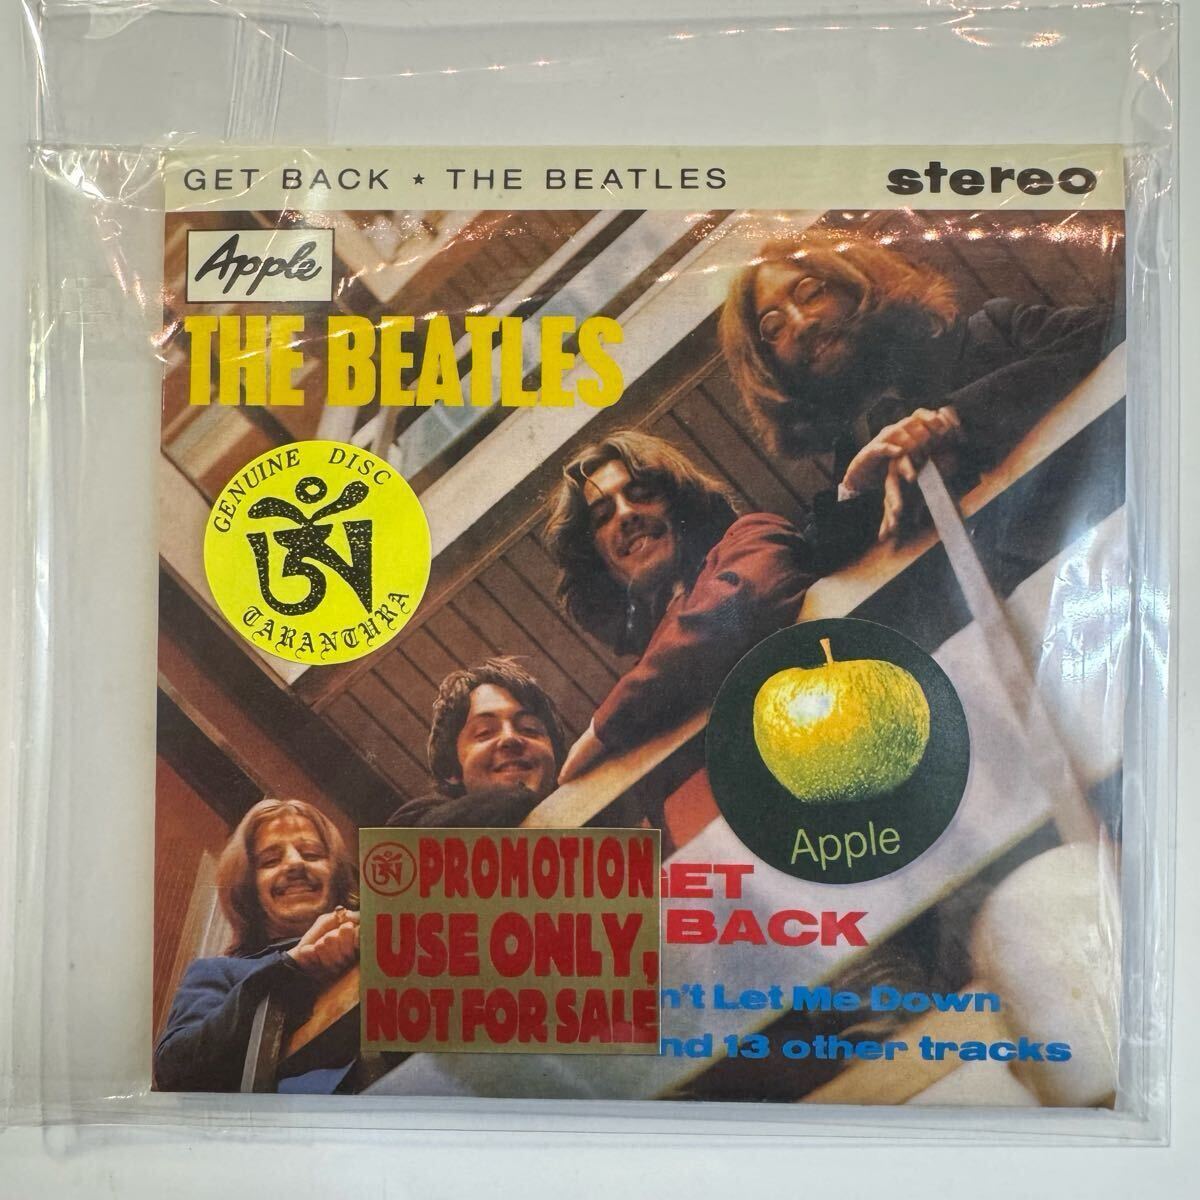 GET BACK ★ THE BEATLES
stereo
Apple
THE BEATLES
GENUINE DISC
TARANTURA
Apple
PROMOTION
USE ONLY,
NOT FOR SALE
ET
BACK
n't Let Me Down
nd 13 other tracks